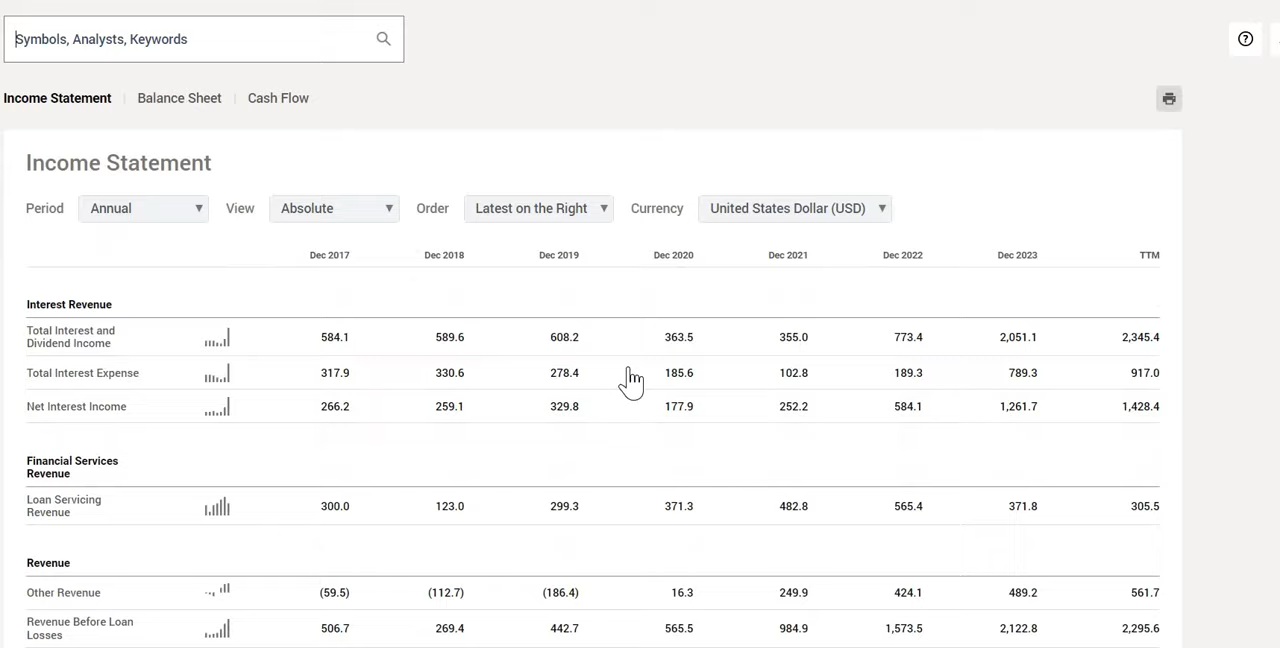 Symbols, Analysts, Keywords
Income Statement | Balance Sheet | Cash Flow
Income Statement
Period Annual View Absolute Order Latest on the Right Currency United States Dollar (USD)
Dec 2017 Dec 2018 Dec 2019 Dec 2020 Dec 2021 Dec 2022 Dec 2023 TTM
Interest Revenue
Total Interest and
Dividend Income 584.1 589.6 608.2 363.5 355.0 773.4 2,051.1 2,345.4
Total Interest Expense 317.9 330.6 278.4 185.6 102.8 189.3 789.3 917.0
Net Interest Income 266.2 259.1 329.8 177.9 252.2 584.1 1,261.7 1,428.4
Financial Services
Revenue
Loan Servicing
Revenue 300.0 123.0 299.3 371.3 482.8 565.4 371.8 305.5
Revenue
Other Revenue (59.5) (112.7) (186.4) 16.3 249.9 424.1 489.2 561.7
Revenue Before Loan
Losses 506.7 269.4 442.7 565.5 984.9 1,573.5 2,122.8 2,295.6